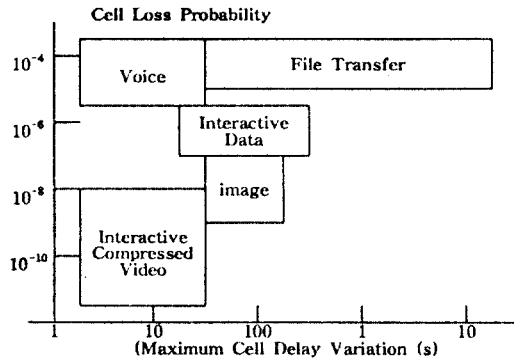 Cell Loss Probability
10-4
Voice
File Transfer
10-6
Interactive
Data
10-8
image
Interactive
Compressed
Video
10-10
1 10 100 1 10
(Maximum Cell Delay Variation (s)